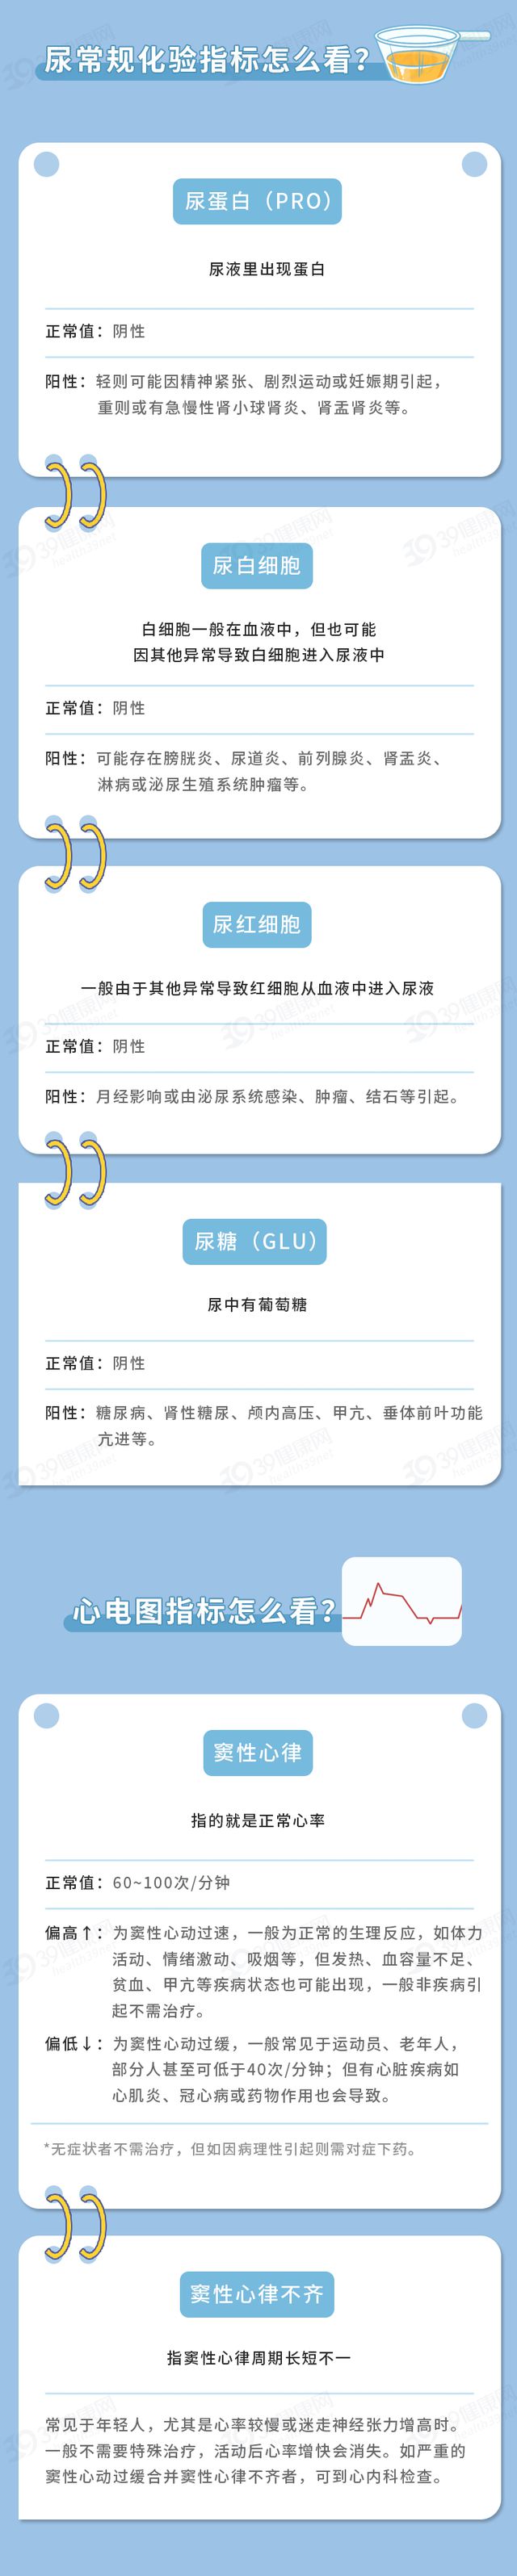 尿常规化验指标怎么看？
尿蛋白（PRO）
尿液里出现蛋白
正常值：阴性
阳性：轻则可能因精神紧张、剧烈运动或妊娠期引起，
重则或有急慢性肾小球肾炎、肾盂肾炎等。
39健康网
health.39.net
尿白细胞
白细胞一般在血液中，但也可能
因其他异常导致白细胞进入尿液中
正常值：阴性
阳性：可能存在膀胱炎、尿道炎、前列腺炎、肾盂炎、
淋病或泌尿生殖系统肿瘤等。
尿红细胞
一般由于其他异常导致红细胞从血液中进入尿液
39健康网
health.39.net
正常值：阴性
阳性：月经影响或由泌尿系统感染、肿瘤、结石等引起。
尿糖（GLU）
尿中有葡萄糖
正常值：阴性
阳性：糖尿病、肾性糖尿、颅内高压、甲亢、垂体前叶功能
亢进等。
39健康网
health.39.net
心电图指标怎么看？
窦性心律
指的就是正常心率
正常值：60~100次/分钟
偏高↑：为窦性心动过速，一般为正常的生理反应，如体力
活动、情绪激动、吸烟等，但发热、血容量不足、
贫血、甲亢等疾病状态也可能出现，一般非疾病引
起不需治疗。
偏低↓：为窦性心动过缓，一般常见于运动员、老年人，
部分人甚至可低于40次/分钟；但有心脏疾病如
心肌炎、冠心病或药物作用也会导致。
*无症状者不需治疗，但如因病理性引起则需对症下药。
窦性心律不齐
指窦性心律周期长短不一
常见于年轻人，尤其是心率较慢或迷走神经张力增高时。
一般不需要特殊治疗，活动后心率增快会消失。如严重的
窦性心动过缓合并窦性心律不齐者，可到心内科检查。